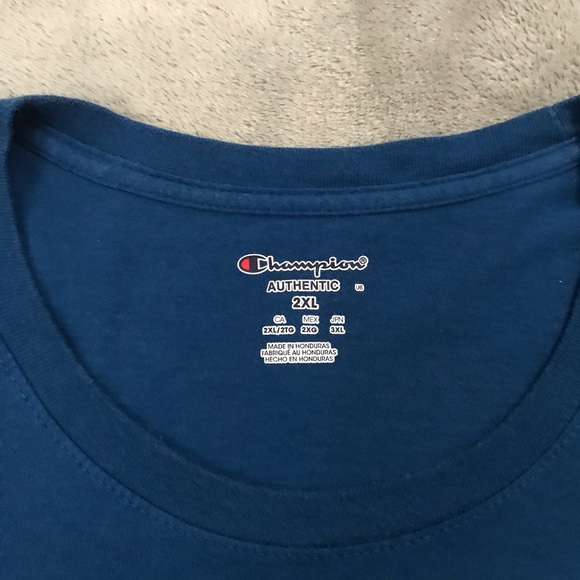 Champion®
AUTHENTIC US
2XL
CA MEX JPN
2XL/2TG 2XG 3XL
MADE IN HONDURAS
FABRIQUÉ AU HONDURAS
HECHO EN HONDURAS